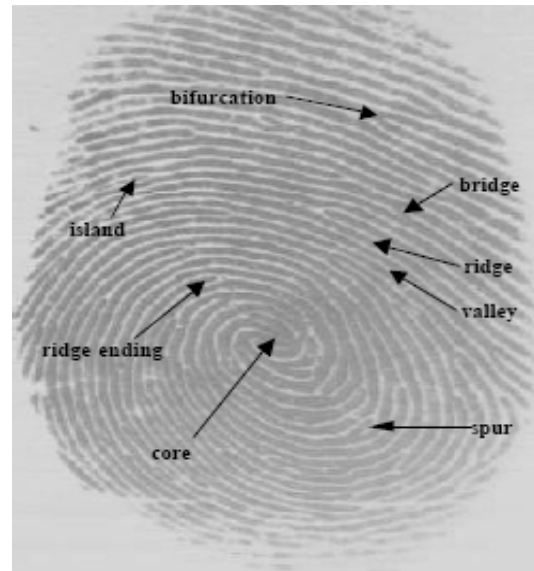 bifurcation
bridge
island
ridge
valley
ridge ending
core
spur